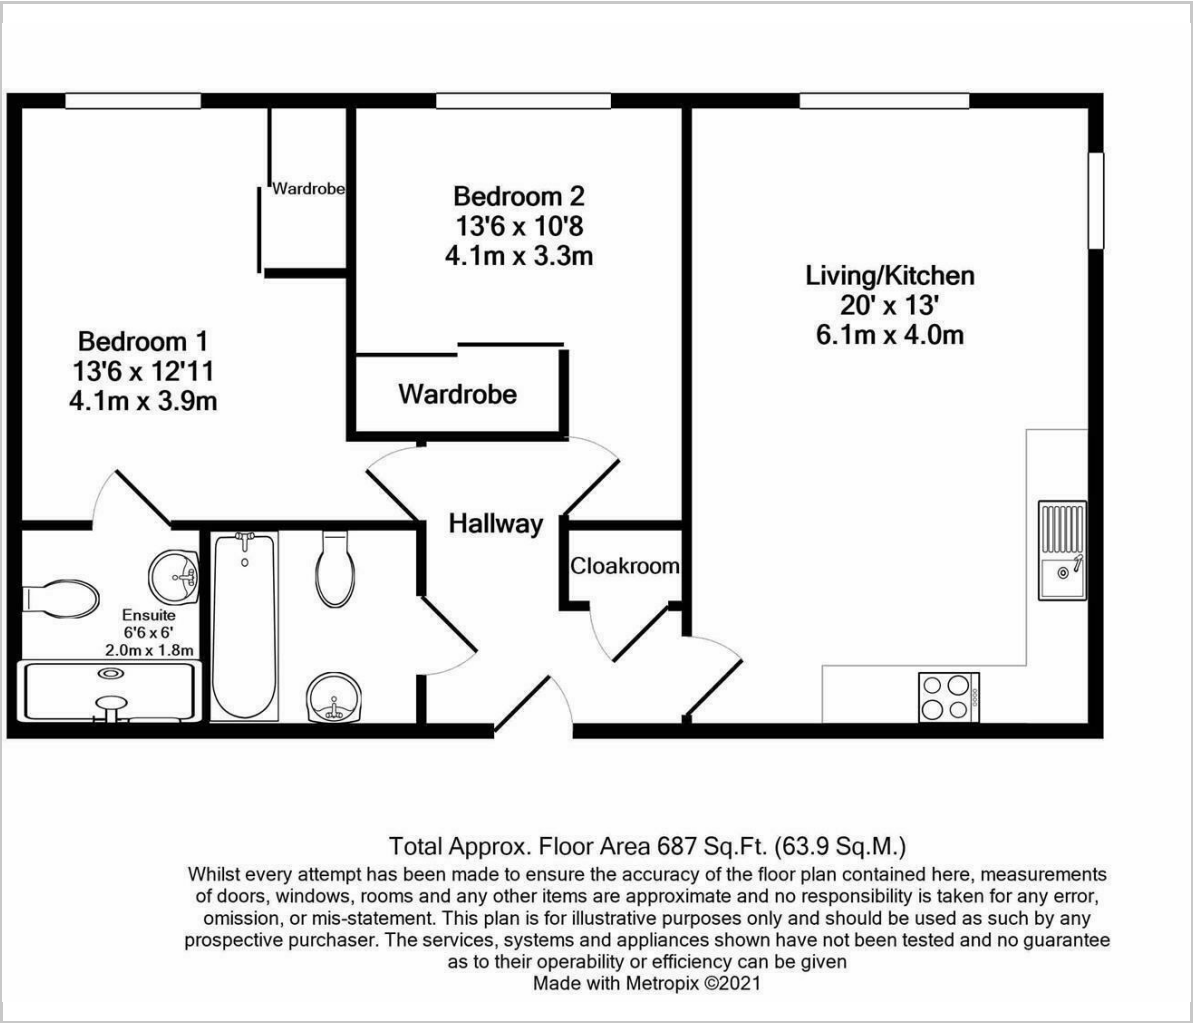 Wardrobe
Bedroom 2
13'6 x 10'8
4.1m x 3.3m
Living/Kitchen
20' x 13'
6.1m x 4.0m
Bedroom 1
13'6 x 12'11
4.1m x 3.9m
Wardrobe
Hallway
Cloakroom
Ensuite
6'6 x 6'
2.0m x 1.8m
Total Approx. Floor Area 687 Sq.Ft. (63.9 Sq.M.)
Whilst every attempt has been made to ensure the accuracy of the floor plan contained here, measurements
of doors, windows, rooms and any other items are approximate and no responsibility is taken for any error,
omission, or mis-statement. This plan is for illustrative purposes only and should be used as such by any
prospective purchaser. The services, systems and appliances shown have not been tested and no guarantee
as to their operability or efficiency can be given
Made with Metropix ©2021